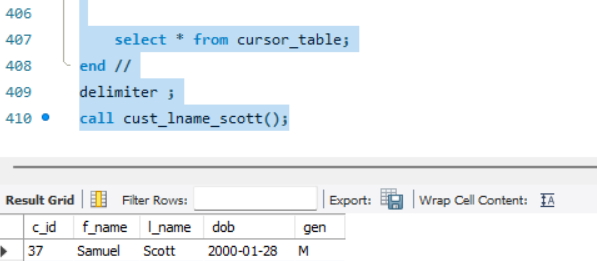 406
407 select * from cursor_table;
408 end //
409 delimiter ;
410 call cust_lname_scott();
Result Grid Filter Rows: Export: Wrap Cell Content: IA
c_id f_name l_name dob gen
37 Samuel Scott 2000-01-28 M